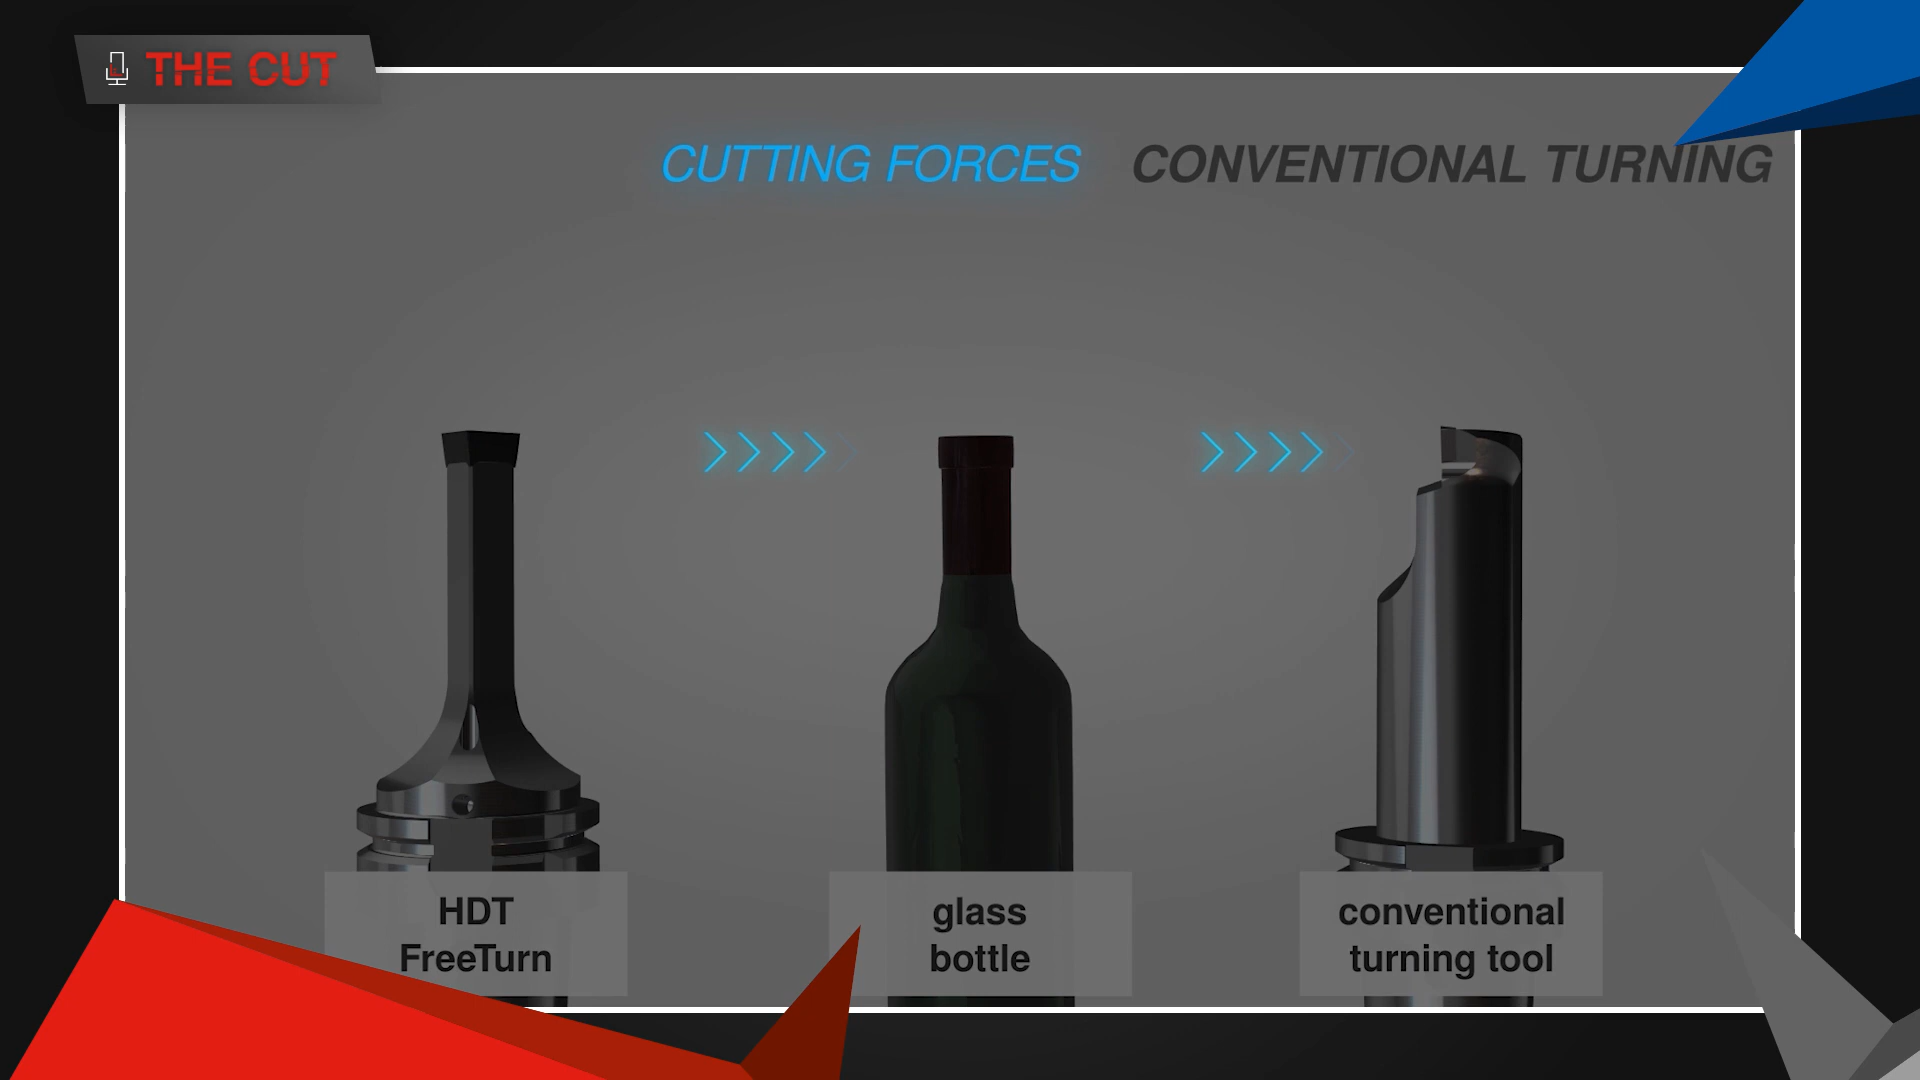 THE CUT
CUTTING FORCES CONVENTIONAL TURNING
HDT
FreeTurn
glass
bottle
conventional
turning tool